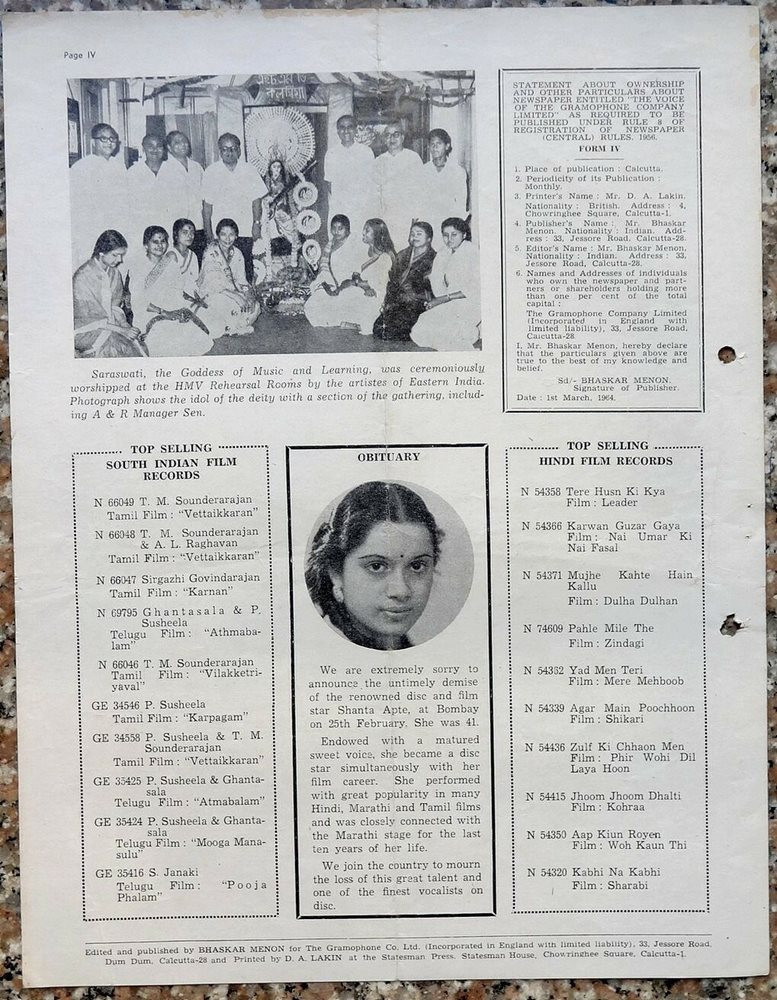 Page IV
Saraswati, the Goddess of Music and Learning, was ceremoniously
worshipped at the HMV Rehearsal Rooms by the artistes of Eastern India.
Photograph shows the idol of the deity with a section of the gathering, includ-
ing A & R Manager Sen.
STATEMENT ABOUT OWNERSHIP
AND OTHER PARTICULARS ABOUT
NEWSPAPER ENTITLED "THE VOICE
OF THE GRAMOPHONE COMPANY
LIMITED" AS REQUIRED TO BE
PUBLISHED UNDER RULE 8 OF
REGISTRATION OF NEWSPAPER
(CENTRAL) RULES, 1956.
FORM IV
1. Place of publication : Calcutta.
2. Periodicity of its Publication :
Monthly.
3. Printer's Name : Mr. D. A. Lakin.
Nationality : British. Address : 4,
Chowringhee Square, Calcutta-1.
4. Publisher's Name : Mr. Bhaskar
Menon. Nationality : Indian. Add-
ress : 33, Jessore Road, Calcutta-28.
5. Editor's Name : Mr. Bhaskar Menon.
Nationality : Indian. Address : 33,
Jessore Road, Calcutta-28.
6. Names and Addresses of individuals
who own the newspaper and part-
ners or shareholders holding more
than one per cent of the total
capital :
The Gramophone Company Limited
(Incorporated in England with
limited liability), 33, Jessore Road,
Calcutta-28
I, Mr. Bhaskar Menon, hereby declare
that the particulars given above are
true to the best of my knowledge and
belief.
Sd/- BHASKAR MENON.
Signature of Publisher.
Date : 1st March, 1964.
TOP SELLING
SOUTH INDIAN FILM
RECORDS
N 66049 T. M. Sounderarajan
Tamil Film : "Vettaikkaran"
N 66048 T. M. Sounderarajan
& A. L. Raghavan
Tamil Film : "Vettaikkaran"
N 66047 Sirgazhi Govindarajan
Tamil Film : "Karnan"
N 69795 Ghantasala & P.
Susheela
Telugu Film : "Athmaba-
lam"
N 66046 T. M. Sounderarajan
Tamil Film : "Vilakketri-
yaval"
GE 34546 P. Susheela
Tamil Film : "Karpagam"
GE 34558 P. Susheela & T. M.
Sounderarajan
Tamil Film : "Vettaikkaran"
GE 35425 P. Susheela & Ghanta-
sala
Telugu Film : "Atmabalam"
GE 35424 P. Susheela & Ghanta-
sala
Telugu Film : "Mooga Mana-
sulu"
GE 35416 S. Janaki
Telugu Film : "Pooja
Phalam"
OBITUARY
We are extremely sorry to
announce the untimely demise
of the renowned disc and film
star Shanta Apte, at Bombay
on 25th February. She was 41.
Endowed with a matured
sweet voice, she became a disc
star simultaneously with her
film career. She performed
with great popularity in many
Hindi, Marathi and Tamil films
and was closely connected with
the Marathi stage for the last
ten years of her life.
We join the country to mourn
the loss of this great talent and
one of the finest vocalists on
disc.
TOP SELLING
HINDI FILM RECORDS
N 54358 Tere Husn Ki Kya
Film : Leader
N 54366 Karwan Guzar Gaya
Film : Nai Umar Ki
Nai Fasal
N 54371 Mujhe Kahte Hain
Kallu
Film : Dulha Dulhan
N 74609 Pahle Mile The
Film : Zindagi
N 54352 Yad Men Teri
Film : Mere Mehboob
N 54339 Agar Main Poochhoon
Film : Shikari
N 54436 Zulf Ki Chhaon Men
Film : Phir Wohi Dil
Laya Hoon
N 54415 Jhoom Jhoom Dhalti
Film : Kohraa
N 54350 Aap Kiun Royen
Film : Woh Kaun Thi
N 54320 Kabhi Na Kabhi
Film : Sharabi
Edited and published by BHASKAR MENON for The Gramophone Co. Ltd. (Incorporated in England with limited liability), 33, Jessore Road,
Dum Dum, Calcutta-28 and Printed by D. A. LAKIN at the Statesman Press, Statesman House, Chowringhee Square, Calcutta-1.